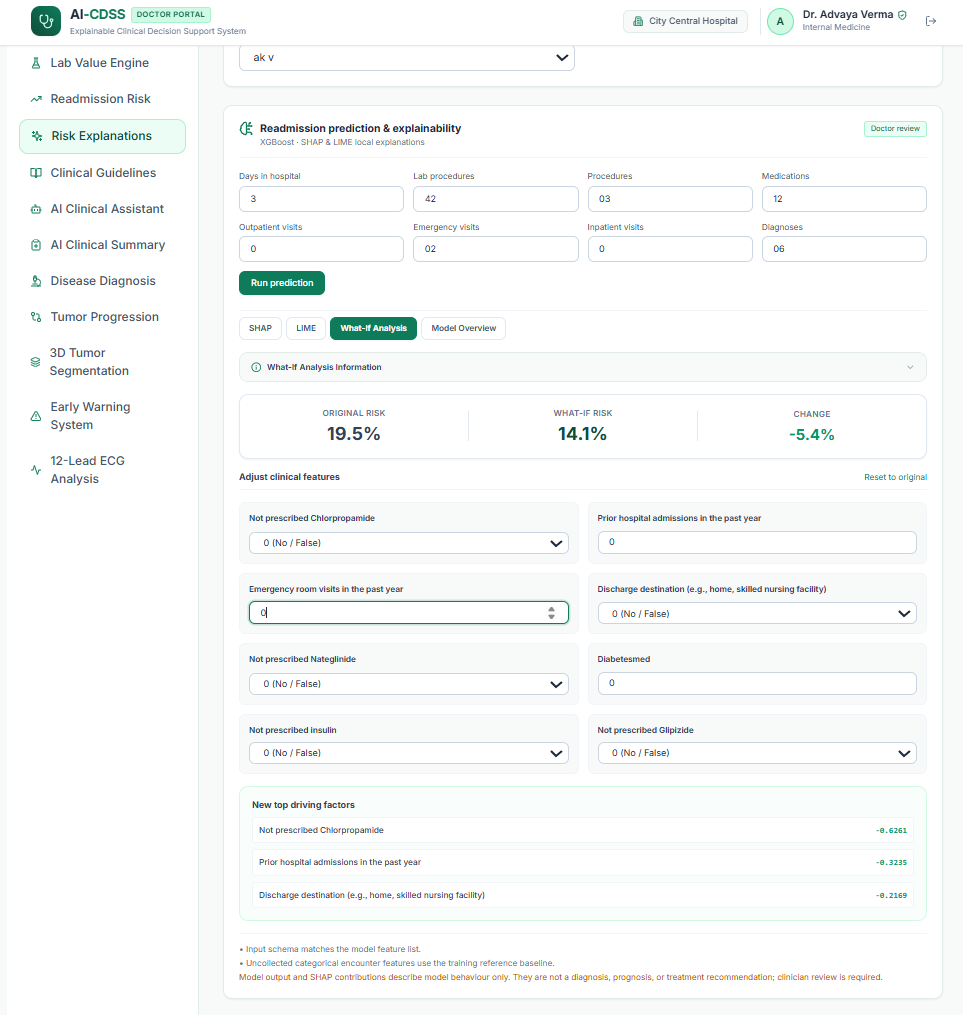 AI-CDSS DOCTOR PORTAL
Explainable Clinical Decision Support System
City Central Hospital
A
Dr. Advaya Verma
Internal Medicine
Lab Value Engine
Readmission Risk
Risk Explanations
Clinical Guidelines
AI Clinical Assistant
AI Clinical Summary
Disease Diagnosis
Tumor Progression
3D Tumor
Segmentation
Early Warning
System
12-Lead ECG
Analysis
ak v
Readmission prediction & explainability
XGBoost · SHAP & LIME local explanations
Doctor review
Days in hospital Lab procedures Procedures Medications
3 42 03 12
Outpatient visits Emergency visits Inpatient visits Diagnoses
0 02 0 06
Run prediction
SHAP LIME What-If Analysis Model Overview
What-If Analysis Information
ORIGINAL RISK WHAT-IF RISK CHANGE
19.5% 14.1% -5.4%
Adjust clinical features Reset to original
Not prescribed Chlorpropamide Prior hospital admissions in the past year
0 (No / False) 0
Emergency room visits in the past year Discharge destination (e.g., home, skilled nursing facility)
0 0 (No / False)
Not prescribed Nateglinide Diabetesmed
0 (No / False) 0
Not prescribed insulin Not prescribed Glipizide
0 (No / False) 0 (No / False)
New top driving factors
Not prescribed Chlorpropamide -0.6261
Prior hospital admissions in the past year -0.3235
Discharge destination (e.g., home, skilled nursing facility) -0.2169
• Input schema matches the model feature list.
• Uncollected categorical encounter features use the training reference baseline.
Model output and SHAP contributions describe model behaviour only. They are not a diagnosis, prognosis, or treatment recommendation; clinician review is required.